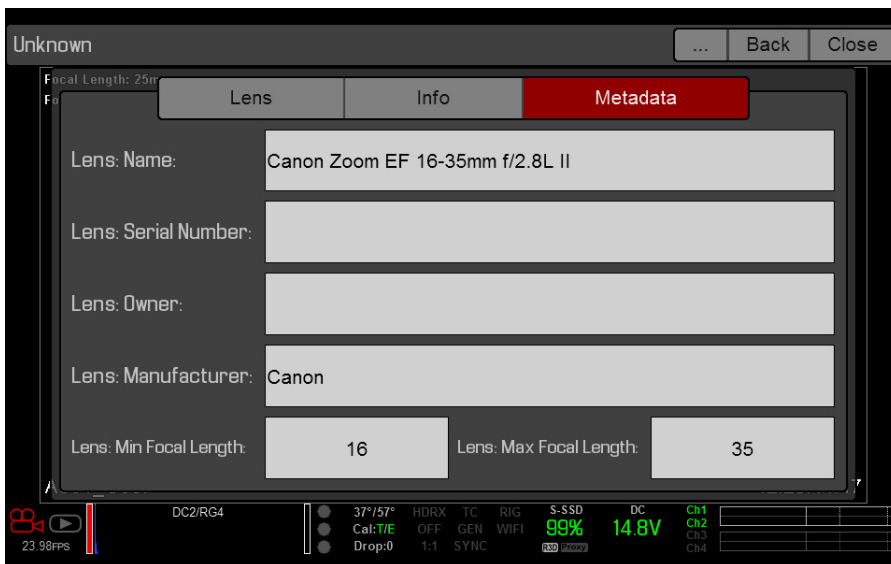 Unknown
... Back Close
Focal Length: 25m
Fo
Lens Info Metadata
Lens: Name: Canon Zoom EF 16-35mm f/2.8L II
Lens: Serial Number:
Lens: Owner:
Lens: Manufacturer: Canon
Lens: Min Focal Length: 16 Lens: Max Focal Length: 35
DC2/RG4 37°/57° HDRX TC RIG S-SSD DC Ch1
Cal:T/E OFF GEN WIFI 99% 14.8V Ch2
23.98FPS Drop:0 1:1 SYNC R3D Proxy Ch3
Ch4